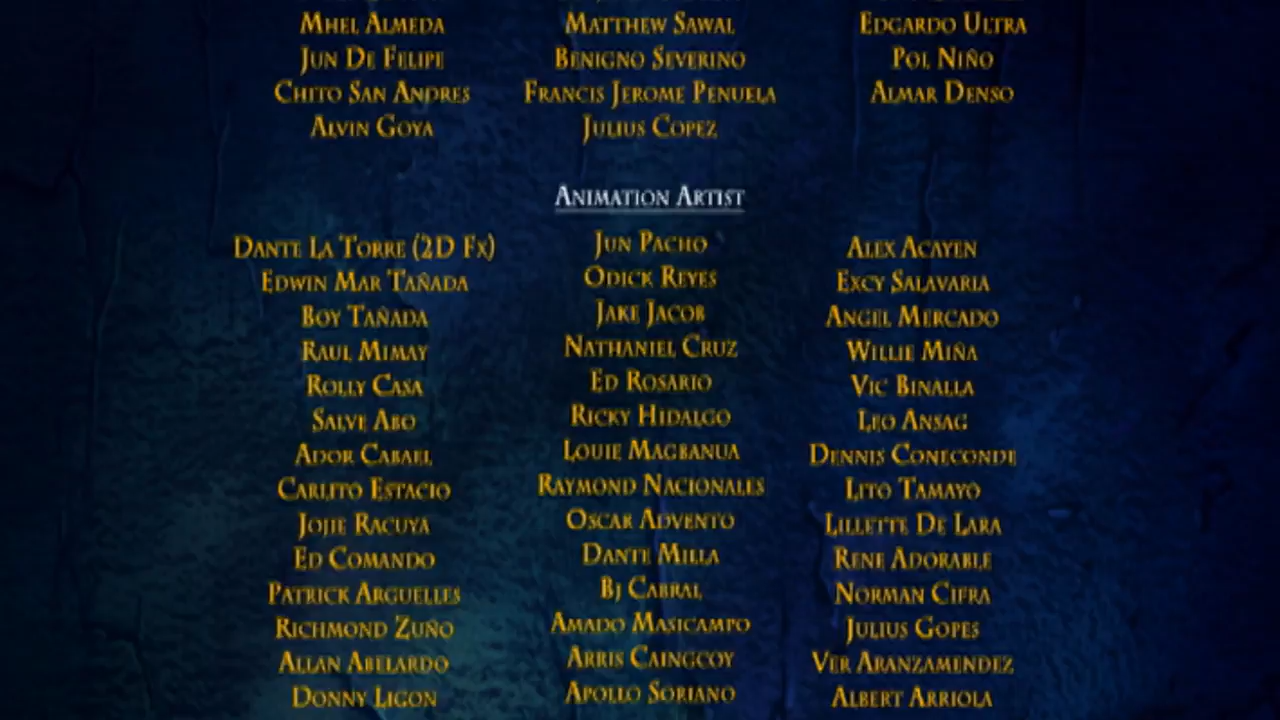 Mhel Almeda Matthew Sawal Edgardo Ultra
Jun De Felipe Benigno Severino Pol Niño
Chito San Andres Francis Jerome Penuela Almar Denso
Alvin Goya Julius Copez
Animation Artist
Dante La Torre (2D Fx) Jun Pacho Alex Acayen
Edwin Mar Tañada Odick Reyes Excy Salavaria
Boy Tañada Jake Jacob Angel Mercado
Raul Mimay Nathaniel Cruz Willie Miña
Rolly Casa Ed Rosario Vic Binalla
Salve Abo Ricky Hidalgo Leo Ansag
Ador Cabael Louie Magbanua Dennis Coneconde
Carlito Estacio Raymond Nacionales Lito Tamayo
Jojie Racuya Oscar Advento Lillette De Lara
Ed Comando Dante Milla Rene Adorable
Patrick Arguelles Bj Cabral Norman Cifra
Richmond Zuño Amado Masicampo Julius Gopes
Allan Abelardo Arris Caingcoy Ver Aranzamendez
Donny Ligon Apollo Soriano Albert Arriola